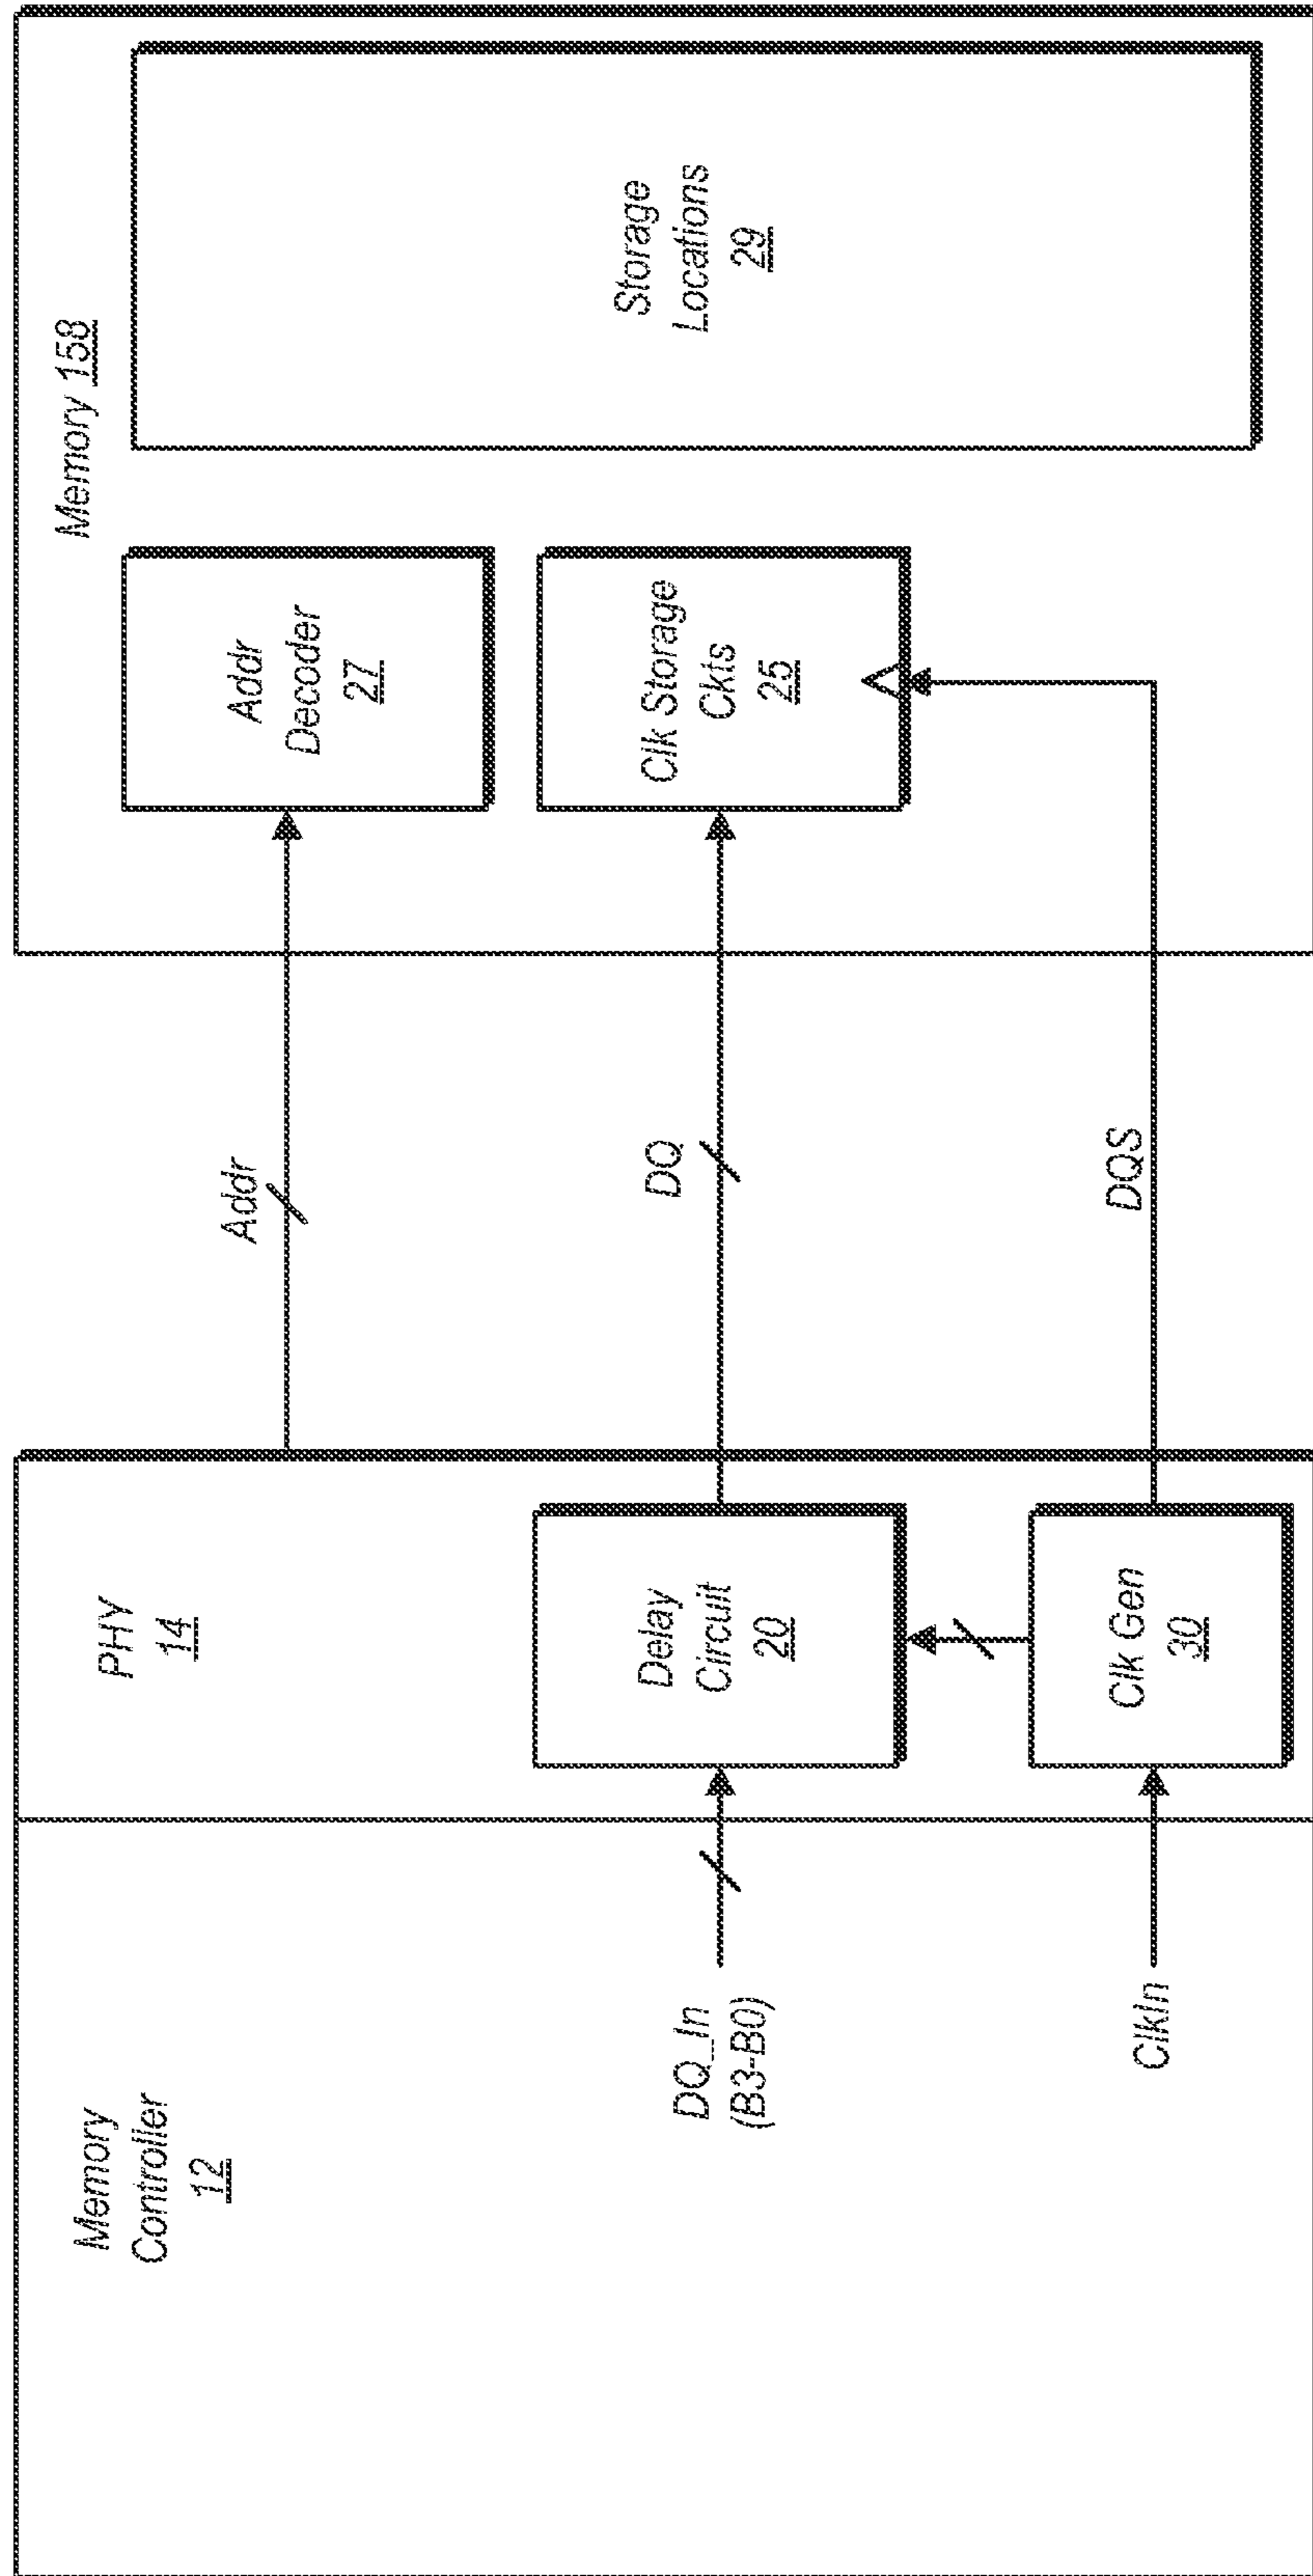 Memory
Controller
12
DQ_In
(B3-B0)
ClkIn
PHY
14
Delay
Circuit
20
Clk Gen
30
Addr
DQ
DQS
Memory 158
Addr
Decoder
27
Clk Storage
Ckts
25
Storage
Locations
29